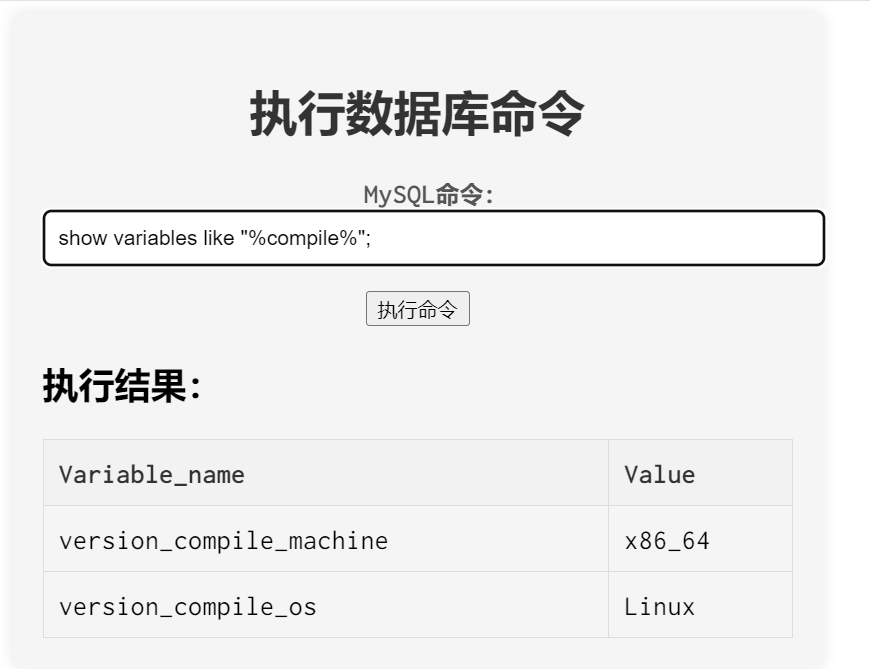 执行数据库命令
MySQL命令:
show variables like "%compile%";
执行命令
执行结果:
Variable_name Value
version_compile_machine x86_64
version_compile_os Linux